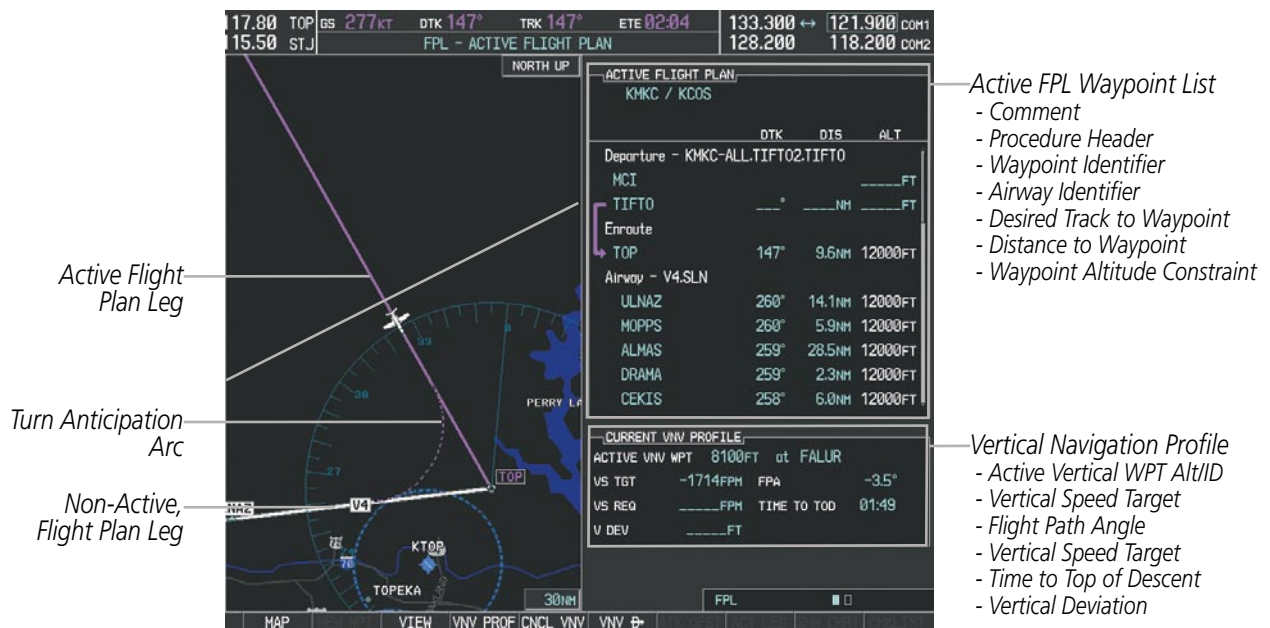 117.80 TOP GS 277KT DTK 147° TRK 147° ETE 02:04 133.300 ↔ 121.900 COM1
115.50 STJ FPL - ACTIVE FLIGHT PLAN 128.200 118.200 COM2
NORTH UP
33
30
27
24
PERRY LA
TOP
V4
NAZ
KTOP
70
TOPEKA
30NM
ACTIVE FLIGHT PLAN
KMKC / KCOS
DTK DIS ALT
Departure - KMKC-ALL.TIFTO2.TIFTO
MCI _____FT
TIFTO ___° ____NM _____FT
Enroute
TOP 147° 9.6NM 12000FT
Airway - V4.SLN
ULNAZ 260° 14.1NM 12000FT
MOPPS 260° 5.9NM 12000FT
ALMAS 259° 28.5NM 12000FT
DRAMA 259° 2.3NM 12000FT
CEKIS 258° 6.0NM 12000FT
CURRENT VNV PROFILE
ACTIVE VNV WPT 8100FT at FALUR
VS TGT -1714FPM FPA -3.5°
VS REQ _____FPM TIME TO TOD 01:49
V DEV _____FT
FPL
MAP VIEW VNV PROF CNCL VNV VNV D→
Active Flight
Plan Leg
Turn Anticipation
Arc
Non-Active,
Flight Plan Leg
Active FPL Waypoint List
- Comment
- Procedure Header
- Waypoint Identifier
- Airway Identifier
- Desired Track to Waypoint
- Distance to Waypoint
- Waypoint Altitude Constraint
Vertical Navigation Profile
- Active Vertical WPT Alt/ID
- Vertical Speed Target
- Flight Path Angle
- Vertical Speed Target
- Time to Top of Descent
- Vertical Deviation